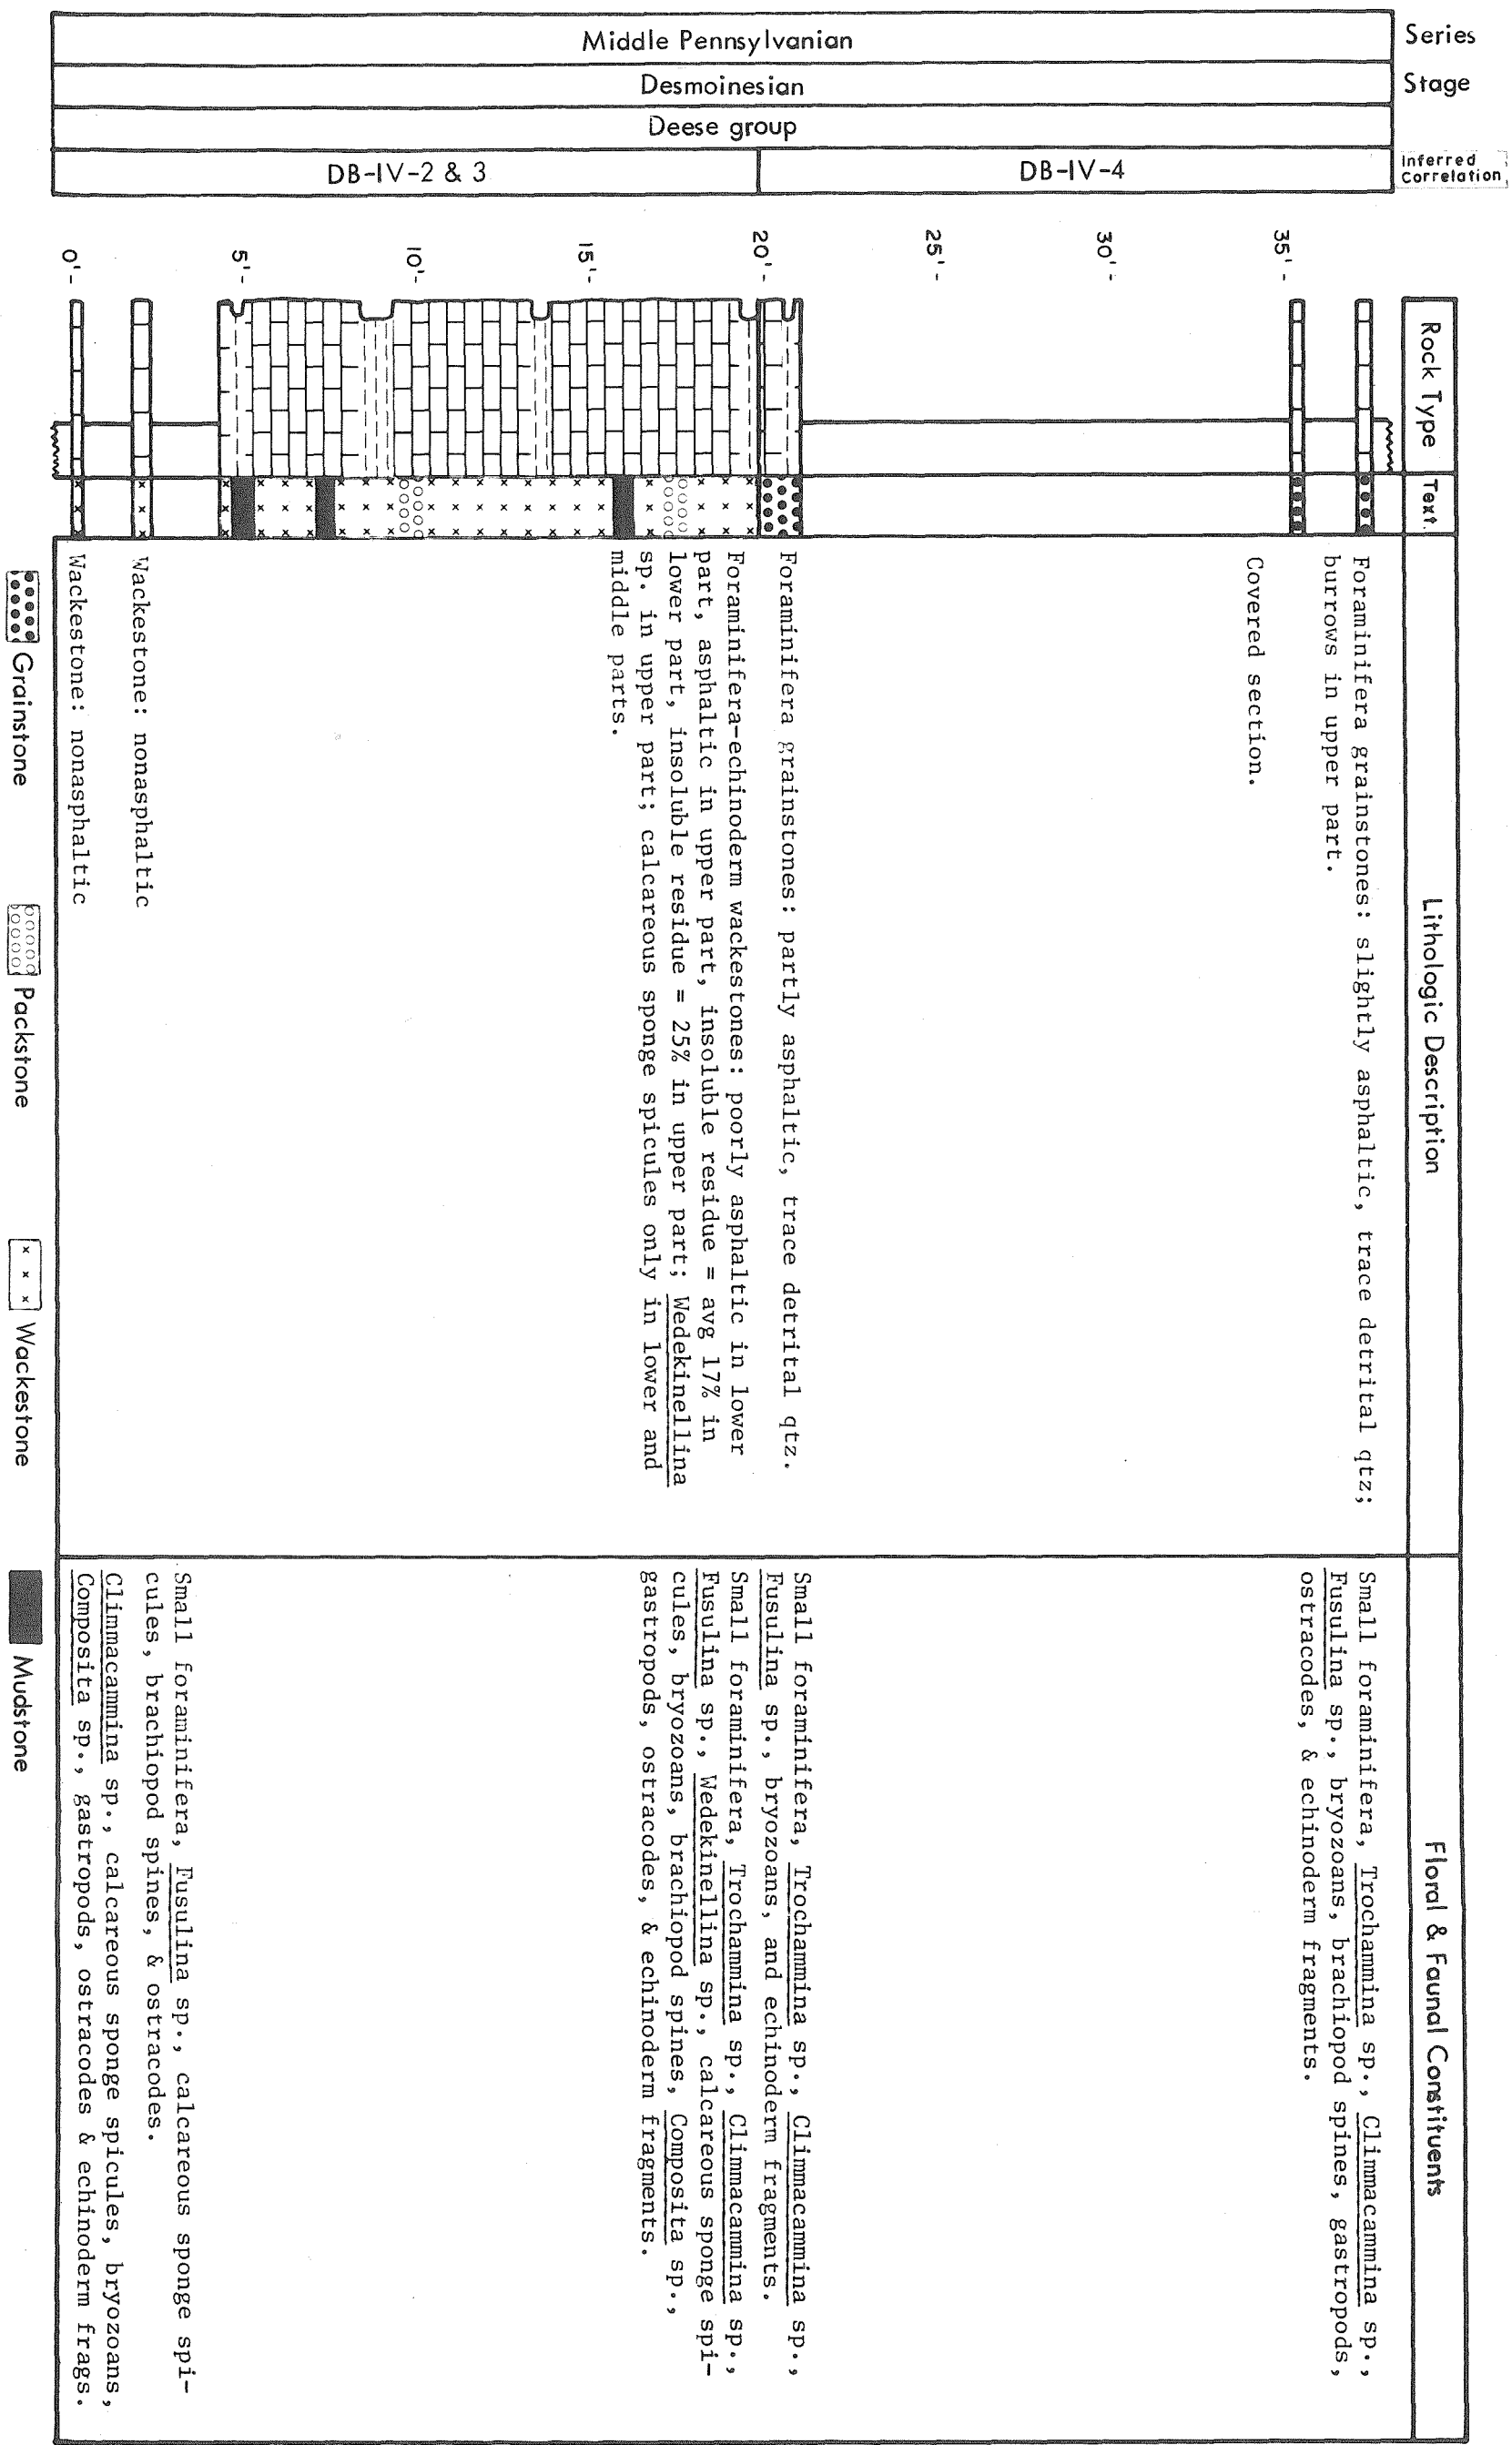 Series
Middle Pennsylvanian
Stage
Desmoinesian
Deese group
Inferred
Correlation
DB-IV-2 & 3
DB-IV-4
Rock Type
Text.
Lithologic Description
Floral & Faunal Constituents
35'-
30'-
25'-
20'-
15'-
10'-
5'-
0'-
Foraminifera grainstones: slightly asphaltic, trace detrital qtz;
burrows in upper part.
Covered section.
Foraminifera grainstones: partly asphaltic, trace detrital qtz.
Foraminifera-echinoderm wackestones: poorly asphaltic in lower
part, asphaltic in upper part, insoluble residue = avg 17% in
lower part, insoluble residue = 25% in upper part; Wedekinellina
sp. in upper part; calcareous sponge spicules only in lower and
middle parts.
Wackestone: nonasphaltic
Wackestone: nonasphaltic
Small foraminifera, Trochammina sp., Climmacammina sp.,
Fusulina sp., bryozoans, brachiopod spines, gastropods,
ostracodes, & echinoderm fragments.
Small foraminifera, Trochammina sp., Climmacammina sp.,
Fusulina sp., bryozoans, and echinoderm fragments.
Small foraminifera, Trochammina sp., Climmacammina sp.,
Fusulina sp., Wedekinellina sp., calcareous sponge spi-
cules, bryozoans, brachiopod spines, Composita sp.,
gastropods, ostracodes, & echinoderm fragments.
Small foraminifera, Fusulina sp., calcareous sponge spi-
cules, brachiopod spines, & ostracodes.
Climmacammina sp., calcareous sponge spicules, bryozoans,
Composita sp., gastropods, ostracodes & echinoderm frags.
Grainstone
Packstone
Wackestone
Mudstone